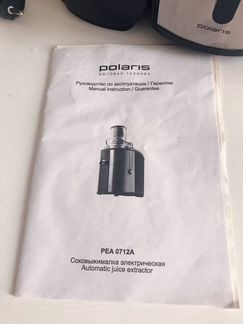 polaris
БЫТОВАЯ ТЕХНИКА
Руководство по эксплуатации / Гарантия
Manual instruction / Guarantee
PEA 0712A
Соковыжималка электрическая
Automatic juice extractor